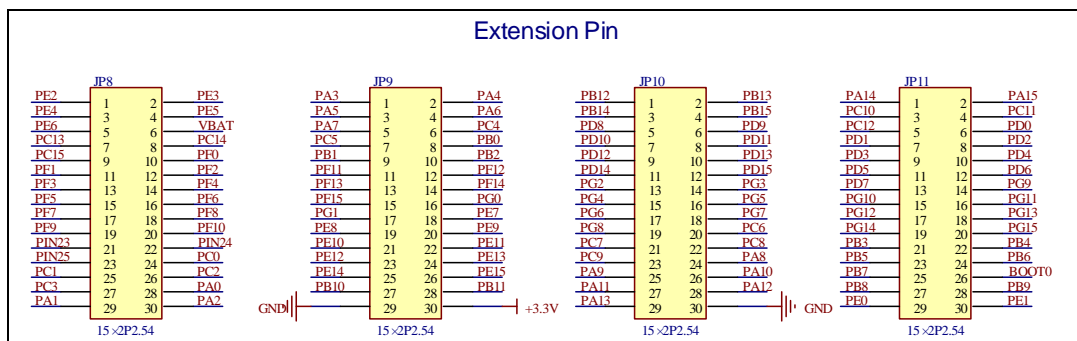 Extension Pin
JP8
PE2 1 2 PE3
PE4 3 4 PE5
PE6 5 6 VBAT
PC13 7 8 PC14
PC15 9 10 PF0
PF1 11 12 PF2
PF3 13 14 PF4
PF5 15 16 PF6
PF7 17 18 PF8
PF9 19 20 PF10
PIN23 21 22 PIN24
PIN25 23 24 PC0
PC1 25 26 PC2
PC3 27 28 PA0
PA1 29 30 PA2
15×2P2.54
JP9
PA3 1 2 PA4
PA5 3 4 PA6
PA7 5 6 PC4
PC5 7 8 PB0
PB1 9 10 PB2
PF11 11 12 PF12
PF13 13 14 PF14
PF15 15 16 PG0
PG1 17 18 PE7
PE8 19 20 PE9
PE10 21 22 PE11
PE12 23 24 PE13
PE14 25 26 PE15
PB10 27 28 PB11
GND 29 30 +3.3V
15×2P2.54
JP10
PB12 1 2 PB13
PB14 3 4 PB15
PD8 5 6 PD9
PD10 7 8 PD11
PD12 9 10 PD13
PD14 11 12 PD15
PG2 13 14 PG3
PG4 15 16 PG5
PG6 17 18 PG7
PG8 19 20 PC6
PC7 21 22 PC8
PC9 23 24 PA8
PA9 25 26 PA10
PA11 27 28 PA12
PA13 29 30 GND
15×2P2.54
JP11
PA14 1 2 PA15
PC10 3 4 PC11
PC12 5 6 PD0
PD1 7 8 PD2
PD3 9 10 PD4
PD5 11 12 PD6
PD7 13 14 PG9
PG10 15 16 PG11
PG12 17 18 PG13
PG14 19 20 PG15
PB3 21 22 PB4
PB5 23 24 PB6
PB7 25 26 BOOT0
PB8 27 28 PB9
PE0 29 30 PE1
15×2P2.54